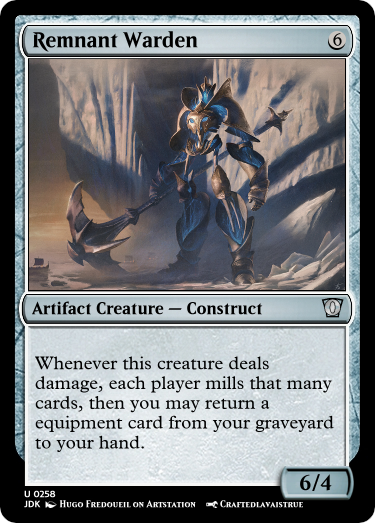 Remnant Warden 6
Artifact Creature — Construct
Whenever this creature deals
damage, each player mills that many
cards, then you may return a
equipment card from your graveyard
to your hand.
6/4
U 0258
JDK Hugo Fredoueil on Artstation Craftedlavaistrue